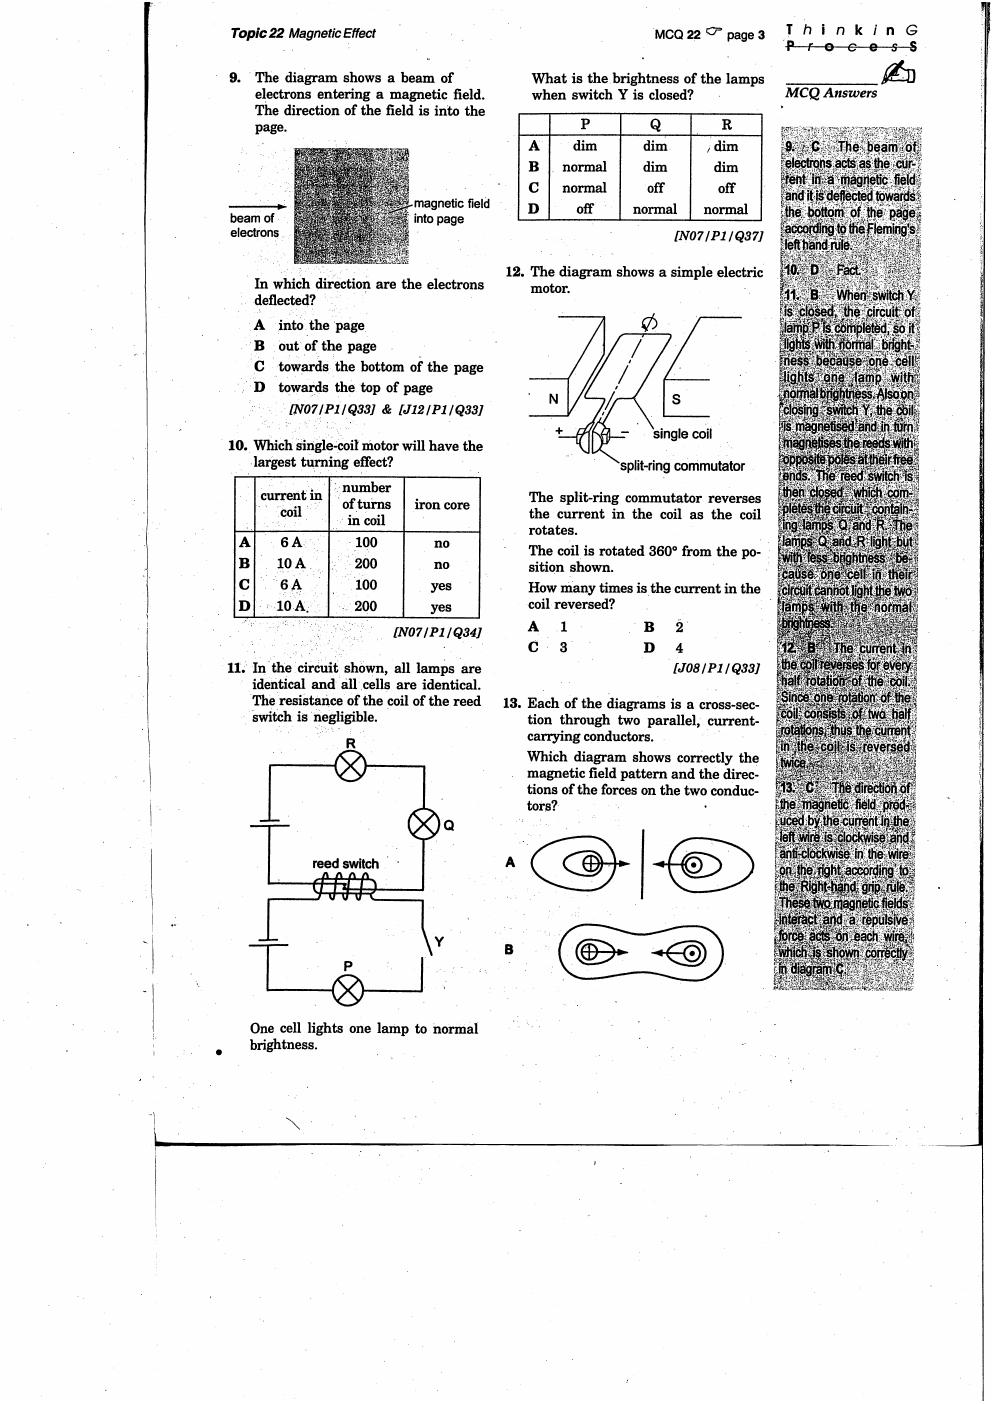 Topic 22 Magnetic Effect
MCQ 22 ☞ page 3
ThinkinG
ProcesS
MCQ Answers
9. The diagram shows a beam of
electrons entering a magnetic field.
The direction of the field is into the
page.
beam of
electrons
magnetic field
into page
In which direction are the electrons
deflected?
A into the page
B out of the page
C towards the bottom of the page
D towards the top of page
[N07/P1/Q33] & [J12/P1/Q33]
10. Which single-coil motor will have the
largest turning effect?
current in coil | number of turns in coil | iron core
A 6 A 100 no
B 10 A 200 no
C 6 A 100 yes
D 10 A 200 yes
[N07/P1/Q34]
11. In the circuit shown, all lamps are
identical and all cells are identical.
The resistance of the coil of the reed
switch is negligible.
R
Q
reed switch
Y
P
One cell lights one lamp to normal
brightness.
What is the brightness of the lamps
when switch Y is closed?
P Q R
A dim dim dim
B normal dim dim
C normal off off
D off normal normal
[N07/P1/Q37]
12. The diagram shows a simple electric
motor.
N
S
+
−
single coil
split-ring commutator
The split-ring commutator reverses
the current in the coil as the coil
rotates.
The coil is rotated 360° from the po-
sition shown.
How many times is the current in the
coil reversed?
A 1 B 2
C 3 D 4
[J08/P1/Q33]
13. Each of the diagrams is a cross-sec-
tion through two parallel, current-
carrying conductors.
Which diagram shows correctly the
magnetic field pattern and the direc-
tions of the forces on the two conduc-
tors?
A
B
9. C The beam of
electrons acts as the cur-
rent in a magnetic field
and it is deflected towards
the bottom of the page
according to the Fleming's
left hand rule.
10. D Fact.
11. B When switch Y
is closed, the circuit of
lamp P is completed, so it
lights with normal bright-
ness because one cell
lights one lamp with
normal brightness. Also on
closing switch Y, the coil
is magnetised and in turn
magnetises the reeds with
opposite poles at their free
ends. The reed switch is
then closed which com-
pletes the circuit contain-
ing lamps Q and R. The
lamps Q and R light but
with less brightness be-
cause one cell in their
circuit cannot light the two
lamps with the normal
brightness.
12. B The current in
the coil reverses for every
half rotation of the coil.
Since one rotation of the
coil consists of two half
rotations, thus the current
in the coil is reversed
twice.
13. C The direction of
the magnetic field prod-
uced by the current in the
left wire is clockwise and
anti-clockwise in the wire
on the right according to
the Right-hand grip rule.
These two magnetic fields
interact and a repulsive
force acts on each wire,
which is shown correctly
in diagram C.